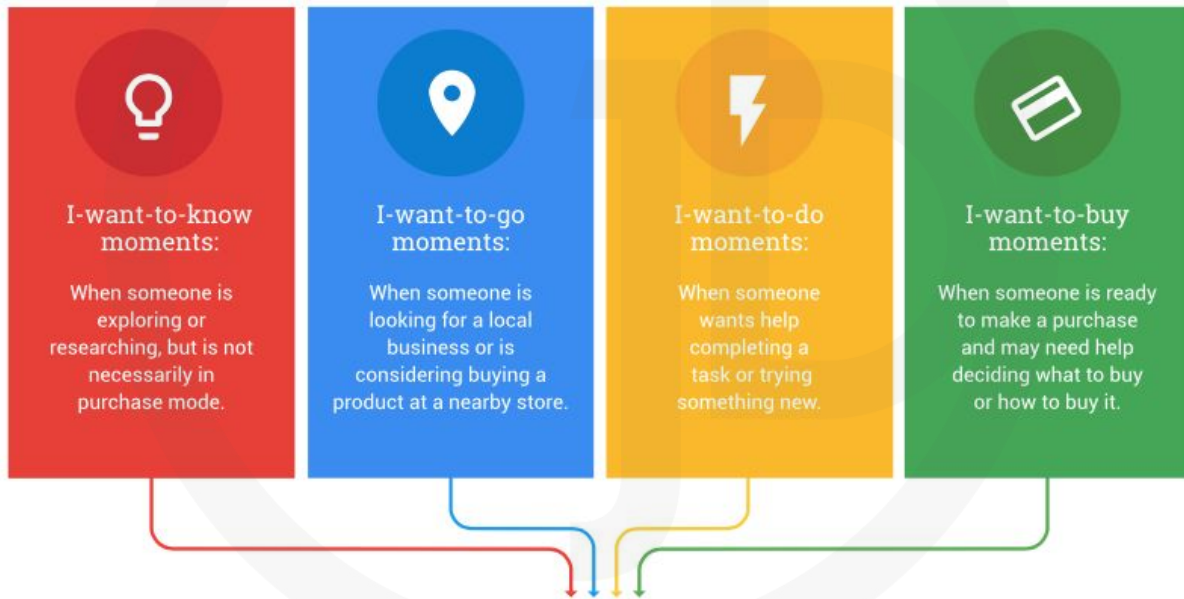 I-want-to-know
moments:
When someone is
exploring or
researching, but is not
necessarily in
purchase mode.
I-want-to-go
moments:
When someone is
looking for a local
business or is
considering buying a
product at a nearby store.
I-want-to-do
moments:
When someone
wants help
completing a
task or trying
something new.
I-want-to-buy
moments:
When someone is ready
to make a purchase
and may need help
deciding what to buy
or how to buy it.